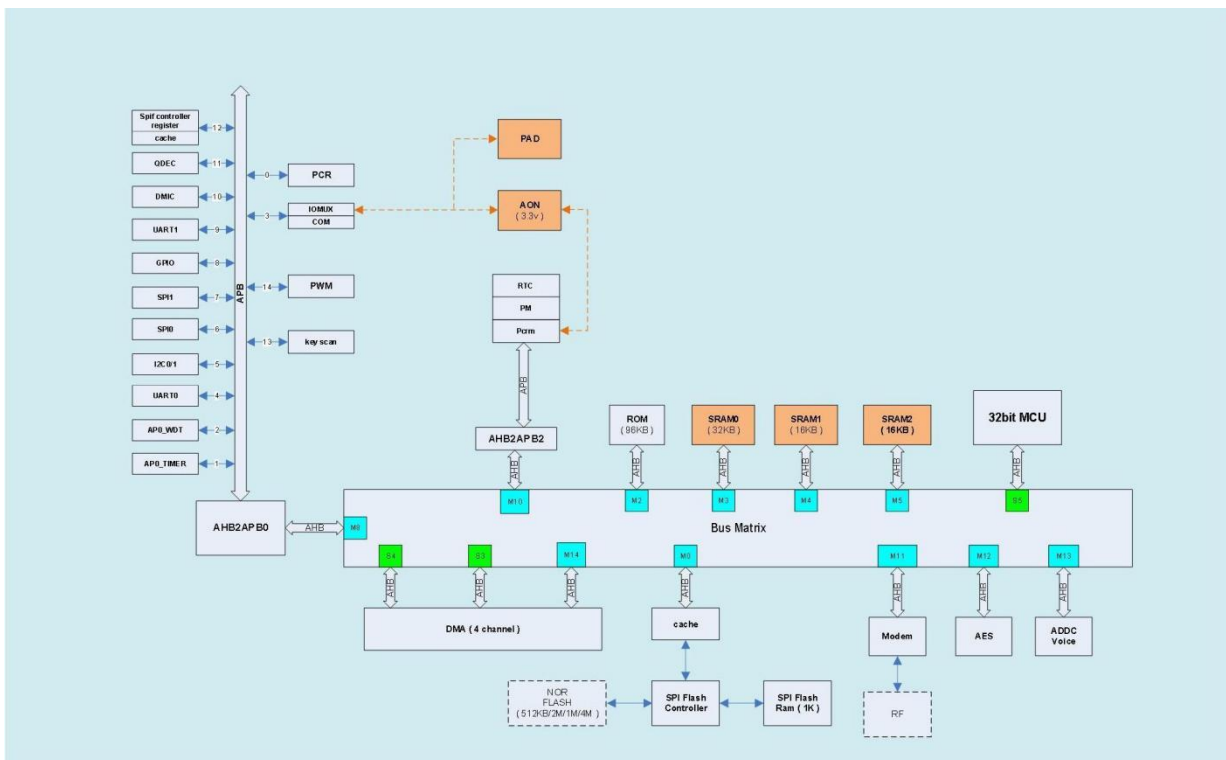 Spif controller
register
cache
12
QDEC
11
DMIC
10
UART1
9
GPIO
8
SPI1
7
SPI0
6
I2C0/1
5
UART0
4
AP0_WDT
2
AP0_TIMER
1
APB
0
PCR
3
IOMUX
COM
14
PWM
13
key scan
PAD
AON
( 3.3v )
RTC
PM
Pcrm
APB
AHB2APB2
AHB
ROM
( 96KB )
AHB
SRAM0
( 32KB )
AHB
SRAM1
( 16KB )
AHB
SRAM2
( 16KB )
AHB
32bit MCU
AHB
AHB2APB0
AHB
M10
M2
M3
M4
M5
S5
Bus Matrix
S4
S3
M14
M0
M11
M12
M13
AHB
AHB
AHB
AHB
AHB
AHB
AHB
DMA ( 4 channel )
cache
Modem
AES
ADDC
Voice
NOR
FLASH
( 512KB/2M/1M/4M )
SPI Flash
Controller
SPI Flash
Ram ( 1K )
RF